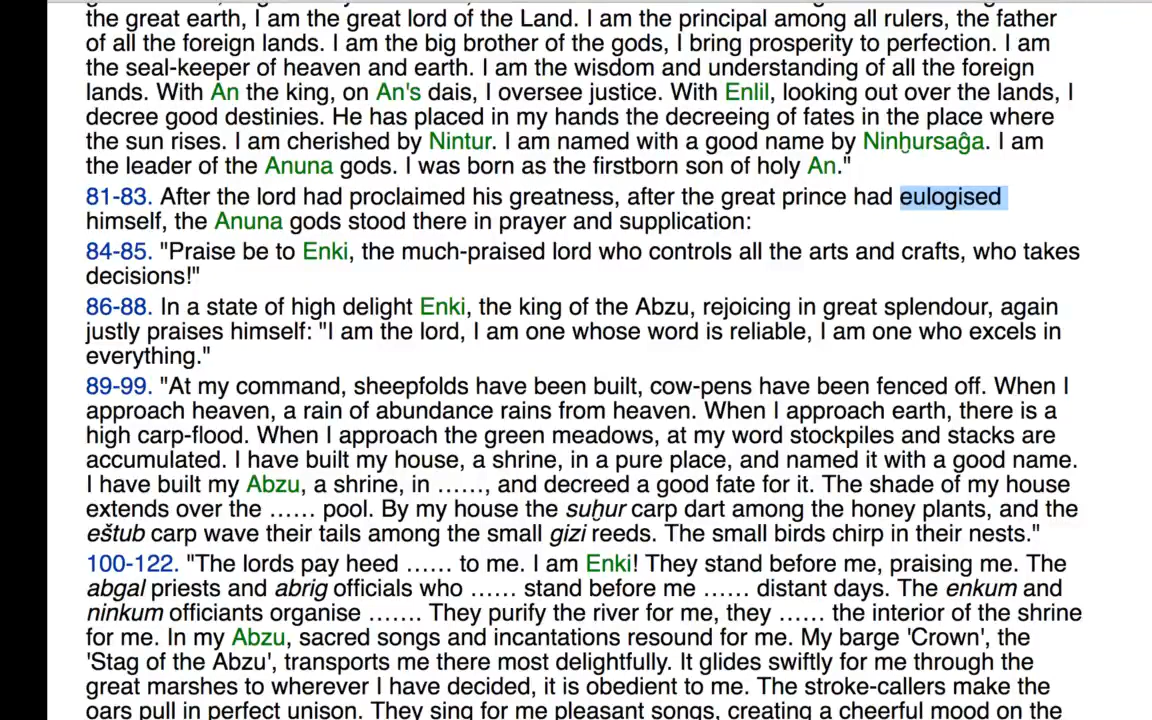 the great earth, I am the great lord of the Land. I am the principal among all rulers, the father
of all the foreign lands. I am the big brother of the gods, I bring prosperity to perfection. I am
the seal-keeper of heaven and earth. I am the wisdom and understanding of all the foreign
lands. With An the king, on An's dais, I oversee justice. With Enlil, looking out over the lands, I
decree good destinies. He has placed in my hands the decreeing of fates in the place where
the sun rises. I am cherished by Nintur. I am named with a good name by Ninḫursaĝa. I am
the leader of the Anuna gods. I was born as the firstborn son of holy An."
81-83. After the lord had proclaimed his greatness, after the great prince had eulogised
himself, the Anuna gods stood there in prayer and supplication:
84-85. "Praise be to Enki, the much-praised lord who controls all the arts and crafts, who takes
decisions!"
86-88. In a state of high delight Enki, the king of the Abzu, rejoicing in great splendour, again
justly praises himself: "I am the lord, I am one whose word is reliable, I am one who excels in
everything."
89-99. "At my command, sheepfolds have been built, cow-pens have been fenced off. When I
approach heaven, a rain of abundance rains from heaven. When I approach earth, there is a
high carp-flood. When I approach the green meadows, at my word stockpiles and stacks are
accumulated. I have built my house, a shrine, in a pure place, and named it with a good name.
I have built my Abzu, a shrine, in ......, and decreed a good fate for it. The shade of my house
extends over the ...... pool. By my house the suḫur carp dart among the honey plants, and the
eštub carp wave their tails among the small gizi reeds. The small birds chirp in their nests."
100-122. "The lords pay heed ...... to me. I am Enki! They stand before me, praising me. The
abgal priests and abrig officials who ...... stand before me ...... distant days. The enkum and
ninkum officiants organise ....... They purify the river for me, they ...... the interior of the shrine
for me. In my Abzu, sacred songs and incantations resound for me. My barge 'Crown', the
'Stag of the Abzu', transports me there most delightfully. It glides swiftly for me through the
great marshes to wherever I have decided, it is obedient to me. The stroke-callers make the
oars pull in perfect unison. They sing for me pleasant songs, creating a cheerful mood on the